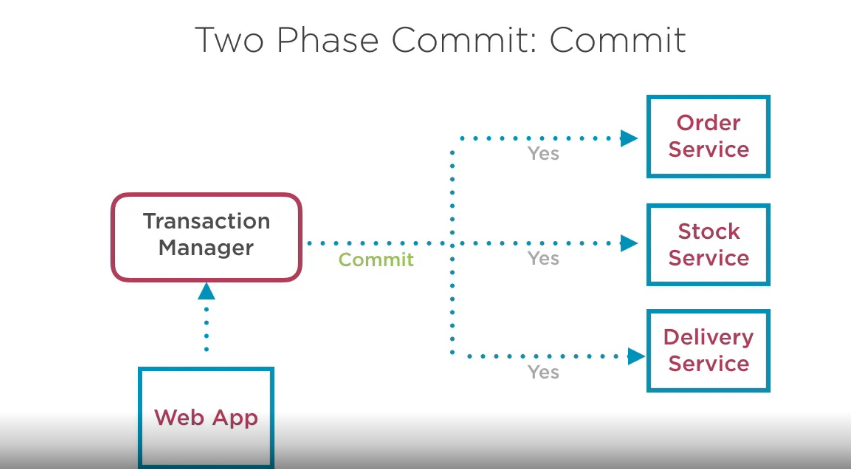 Two Phase Commit: Commit
Order
Service
Yes
Transaction
Manager
Commit
Stock
Service
Yes
Delivery
Service
Yes
Web App